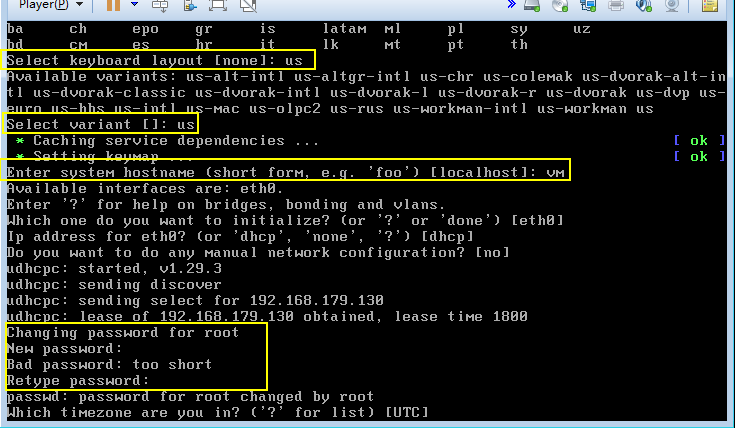 Player(P)
ba ch epo gr is latam ml pl sy uz
bd cm es hr it lk mt pt th
Select keyboard layout [none]: us
Available variants: us-alt-intl us-altgr-intl us-chr us-colemak us-dvorak-alt-in
tl us-dvorak-classic us-dvorak-intl us-dvorak-l us-dvorak-r us-dvorak us-dvp us-
euro us-hbs us-intl us-mac us-olpc2 us-rus us-workman-intl us-workman us
Select variant []: us
* Caching service dependencies ... [ ok ]
* Setting keymap ... [ ok ]
Enter system hostname (short form, e.g. 'foo') [localhost]: vm
Available interfaces are: eth0.
Enter '?' for help on bridges, bonding and vlans.
Which one do you want to initialize? (or '?' or 'done') [eth0]
Ip address for eth0? (or 'dhcp', 'none', '?') [dhcp]
Do you want to do any manual network configuration? [no]
udhcpc: started, v1.29.3
udhcpc: sending discover
udhcpc: sending select for 192.168.179.130
udhcpc: lease of 192.168.179.130 obtained, lease time 1800
Changing password for root
New password:
Bad password: too short
Retype password:
passwd: password for root changed by root
Which timezone are you in? ('?' for list) [UTC]